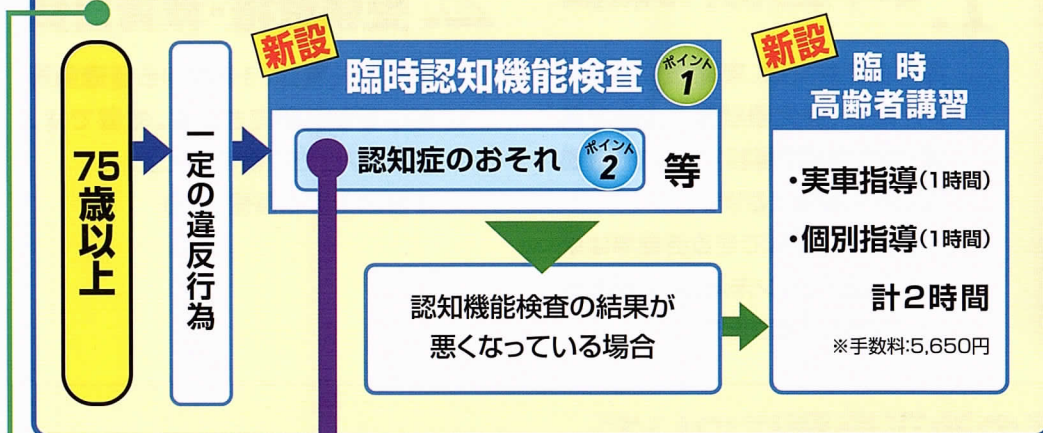 75歳以上
一定の違反行為
新設
臨時認知機能検査
ポイント
1
認知症のおそれ
ポイント
2
等
認知機能検査の結果が
悪くなっている場合
新設
臨時
高齢者講習
・実車指導(1時間)
・個別指導(1時間)
計2時間
※手数料:5,650円